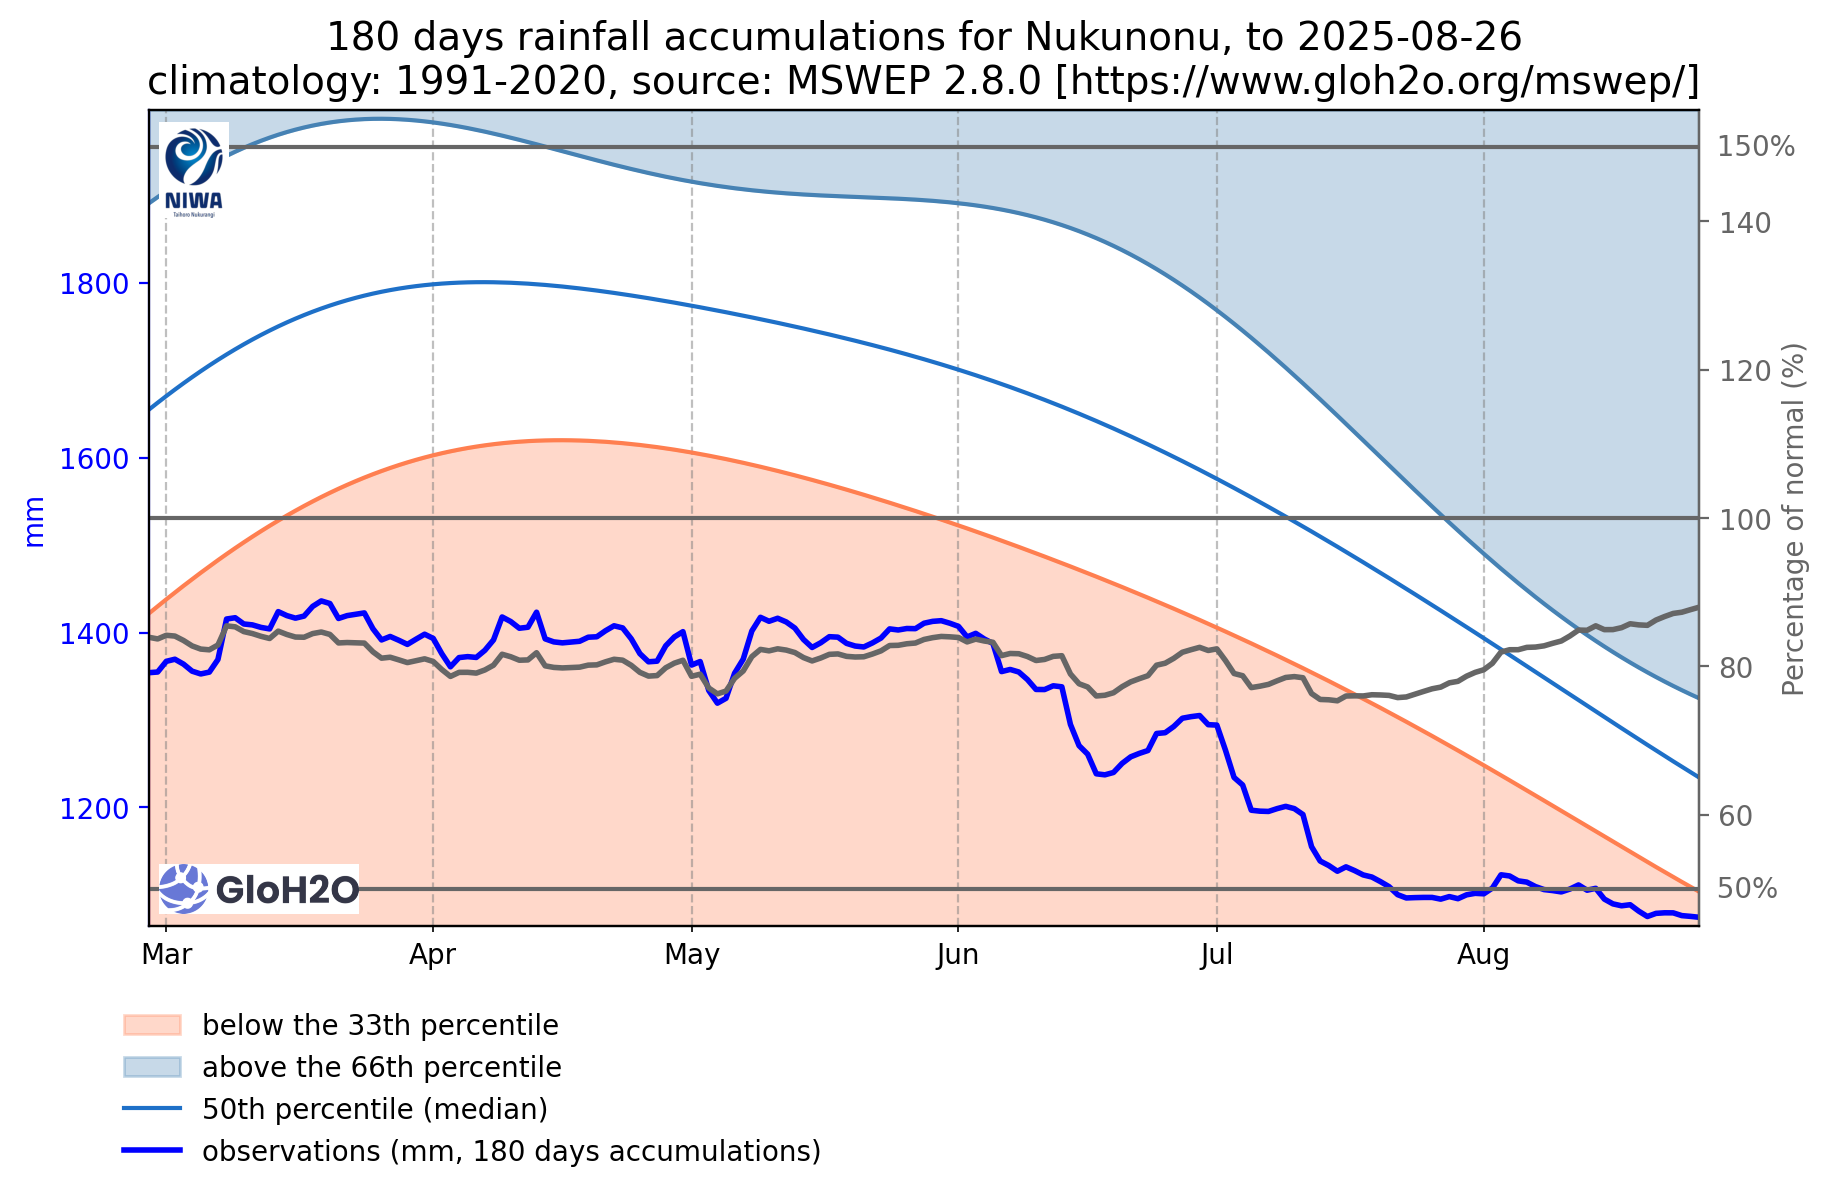 180 days rainfall accumulations for Nukunonu, to 2025-08-26
climatology: 1991-2020, source: MSWEP 2.8.0 [https://www.gloh2o.org/mswep/]
NIWA
Taihoro Nukurangi
150%
140
1800
120
1600
100
mm
Percentage of normal (%)
1400
80
1200
60
GloH2O
50%
Mar Apr May Jun Jul Aug
below the 33th percentile
above the 66th percentile
50th percentile (median)
observations (mm, 180 days accumulations)